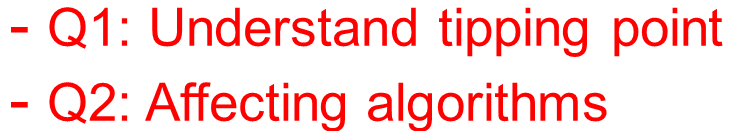 - Q1: Understand tipping point
- Q2: Affecting algorithms